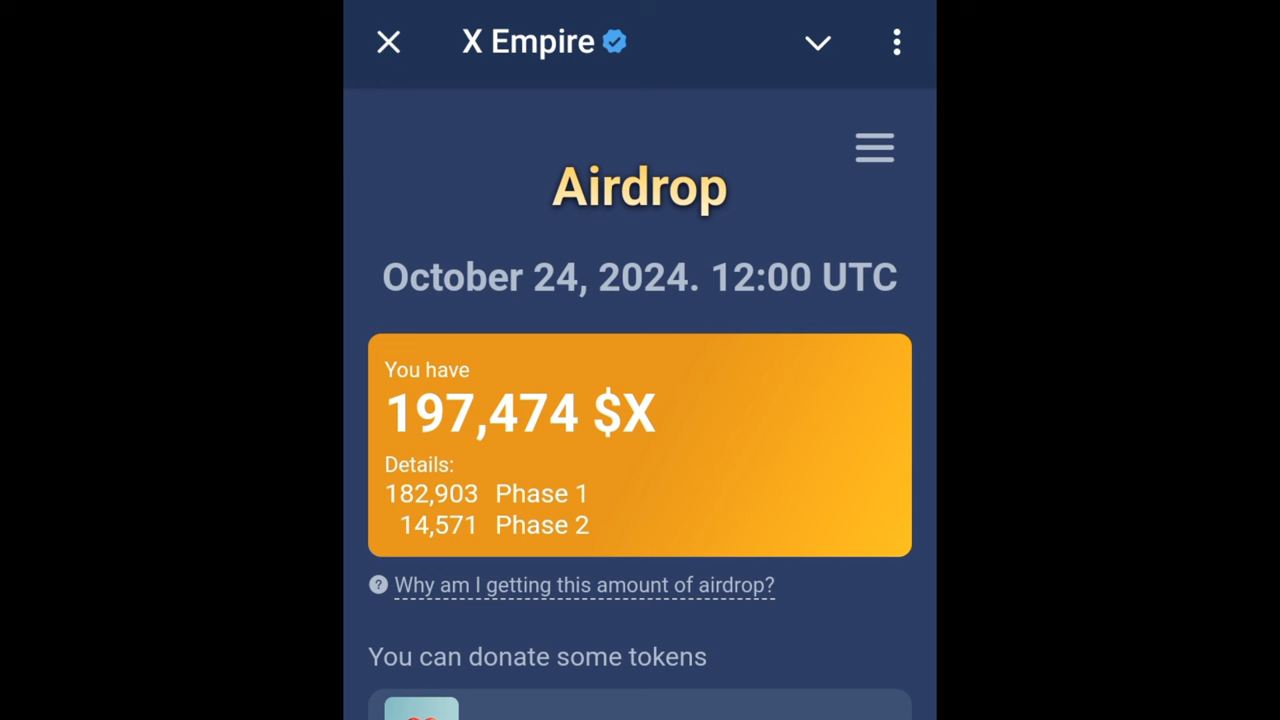 X Empire
Airdrop
October 24, 2024. 12:00 UTC
You have
197,474 $X
Details:
182,903 Phase 1
14,571 Phase 2
? Why am I getting this amount of airdrop?
You can donate some tokens